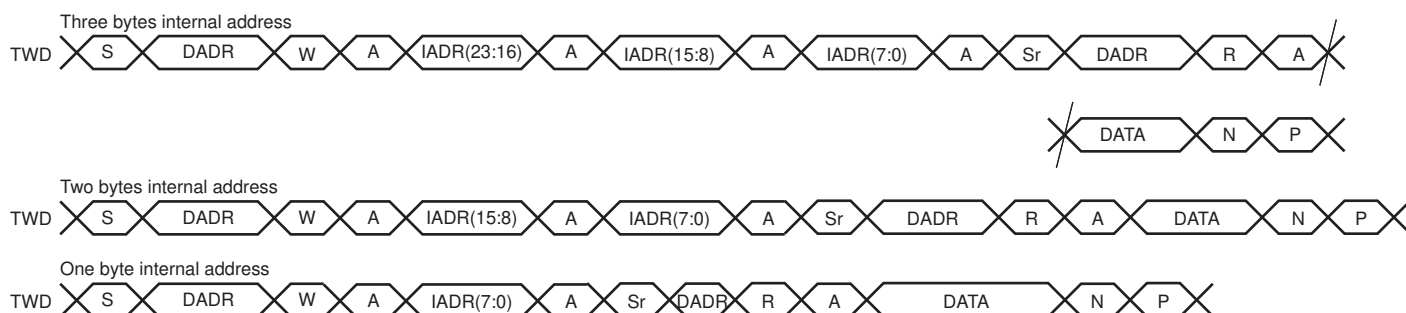 Three bytes internal address
TWD S DADR W A IADR(23:16) A IADR(15:8) A IADR(7:0) A Sr DADR R A
DATA N P
Two bytes internal address
TWD S DADR W A IADR(15:8) A IADR(7:0) A Sr DADR R A DATA N P
One byte internal address
TWD S DADR W A IADR(7:0) A Sr DADR R A DATA N P